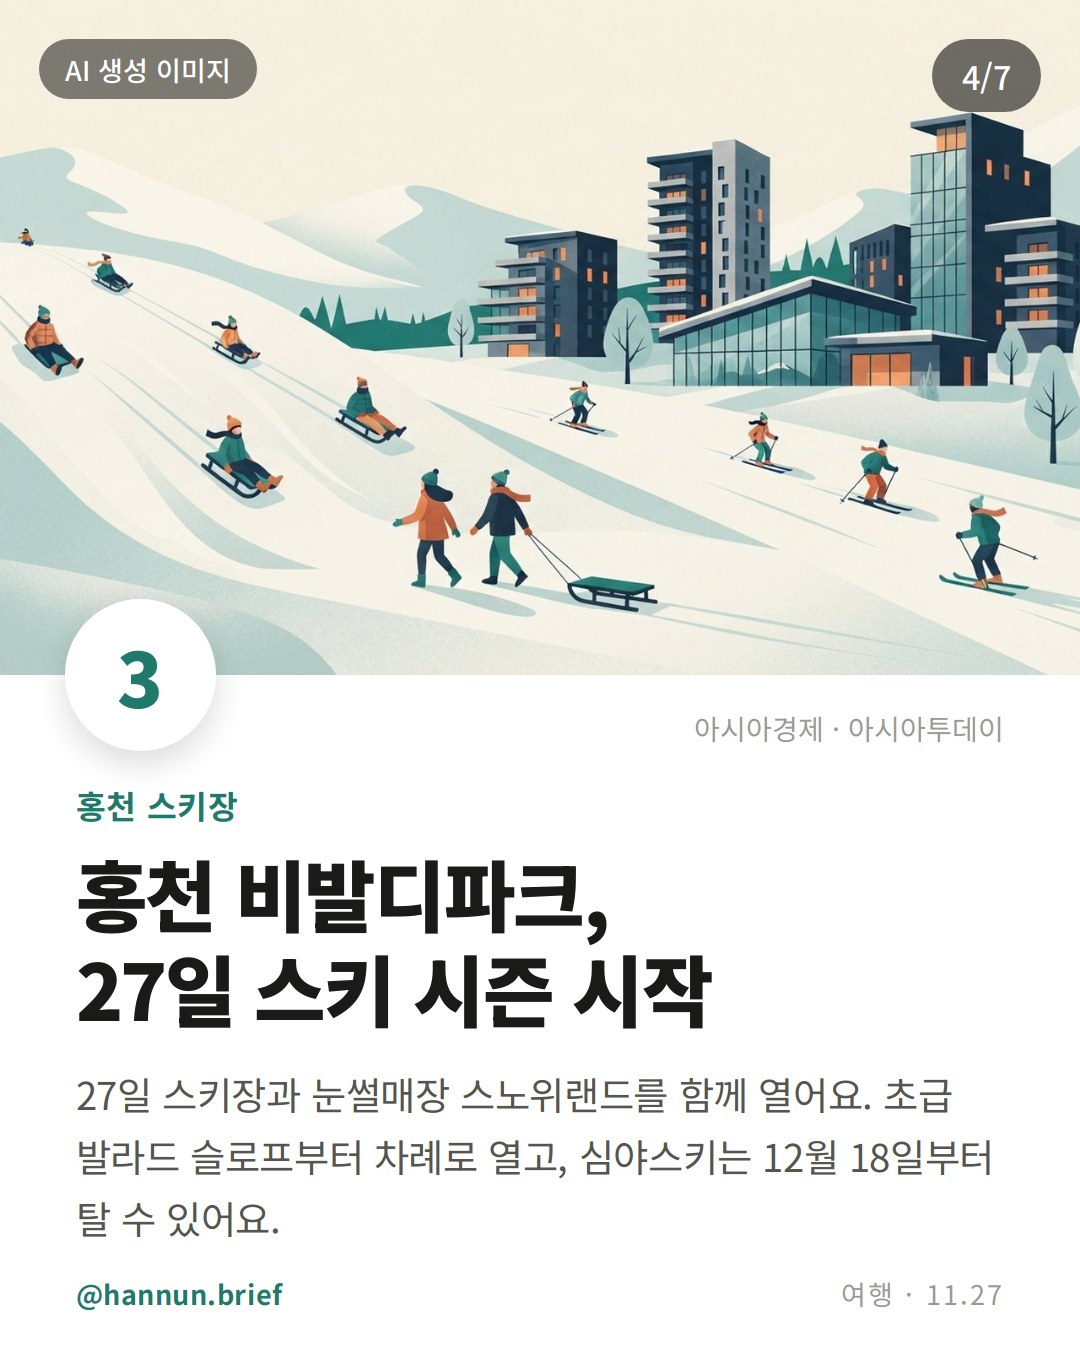 AI 생성 이미지
4/7
3
아시아경제 · 아시아투데이
홍천 스키장
홍천 비발디파크,
27일 스키 시즌 시작
27일 스키장과 눈썰매장 스노위랜드를 함께 열어요. 초급
발라드 슬로프부터 차례로 열고, 심야스키는 12월 18일부터
탈 수 있어요.
@hannun.brief
여행 · 11.27